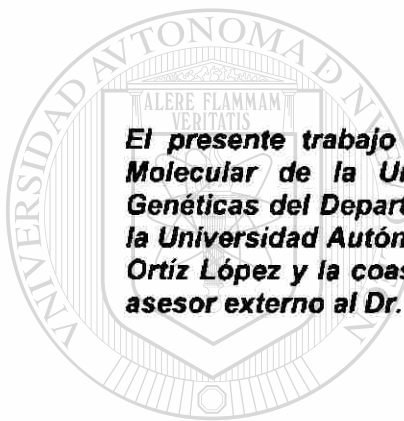 UNIVERSIDAD AUTONOMA DE NUEV
ALERE FLAMMAM
VERITATIS
El presente trabajo
Molecular de la U
Genéticas del Depart
la Universidad Autón
Ortíz López y la coas
asesor externo al Dr.